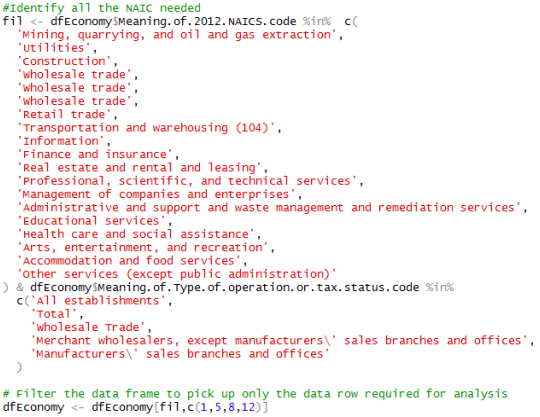 #Identify all the NAIC needed
fil <- dfEconomy$Meaning.of.2012.NAICS.code %in%  c(
  'Mining, quarrying, and oil and gas extraction',
  'Utilities',
  'Construction',
  'Wholesale trade',
  'Wholesale trade',
  'Wholesale trade',
  'Retail trade',
  'Transportation and warehousing (104)',
  'Information',
  'Finance and insurance',
  'Real estate and rental and leasing',
  'Professional, scientific, and technical services',
  'Management of companies and enterprises',
  'Administrative and support and waste management and remediation services',
  'Educational services',
  'Health care and social assistance',
  'Arts, entertainment, and recreation',
  'Accommodation and food services',
  'Other services (except public administration)'
) & dfEconomy$Meaning.of.Type.of.operation.or.tax.status.code %in%
  c('All establishments',
    'Total',
    'Wholesale Trade',
    'Merchant wholesalers, except manufacturers\' sales branches and offices',
    'Manufacturers\' sales branches and offices'
  )
# Filter the data frame to pick up only the data row required for analysis
dfEconomy <- dfEconomy[fil,c(1,5,8,12)]